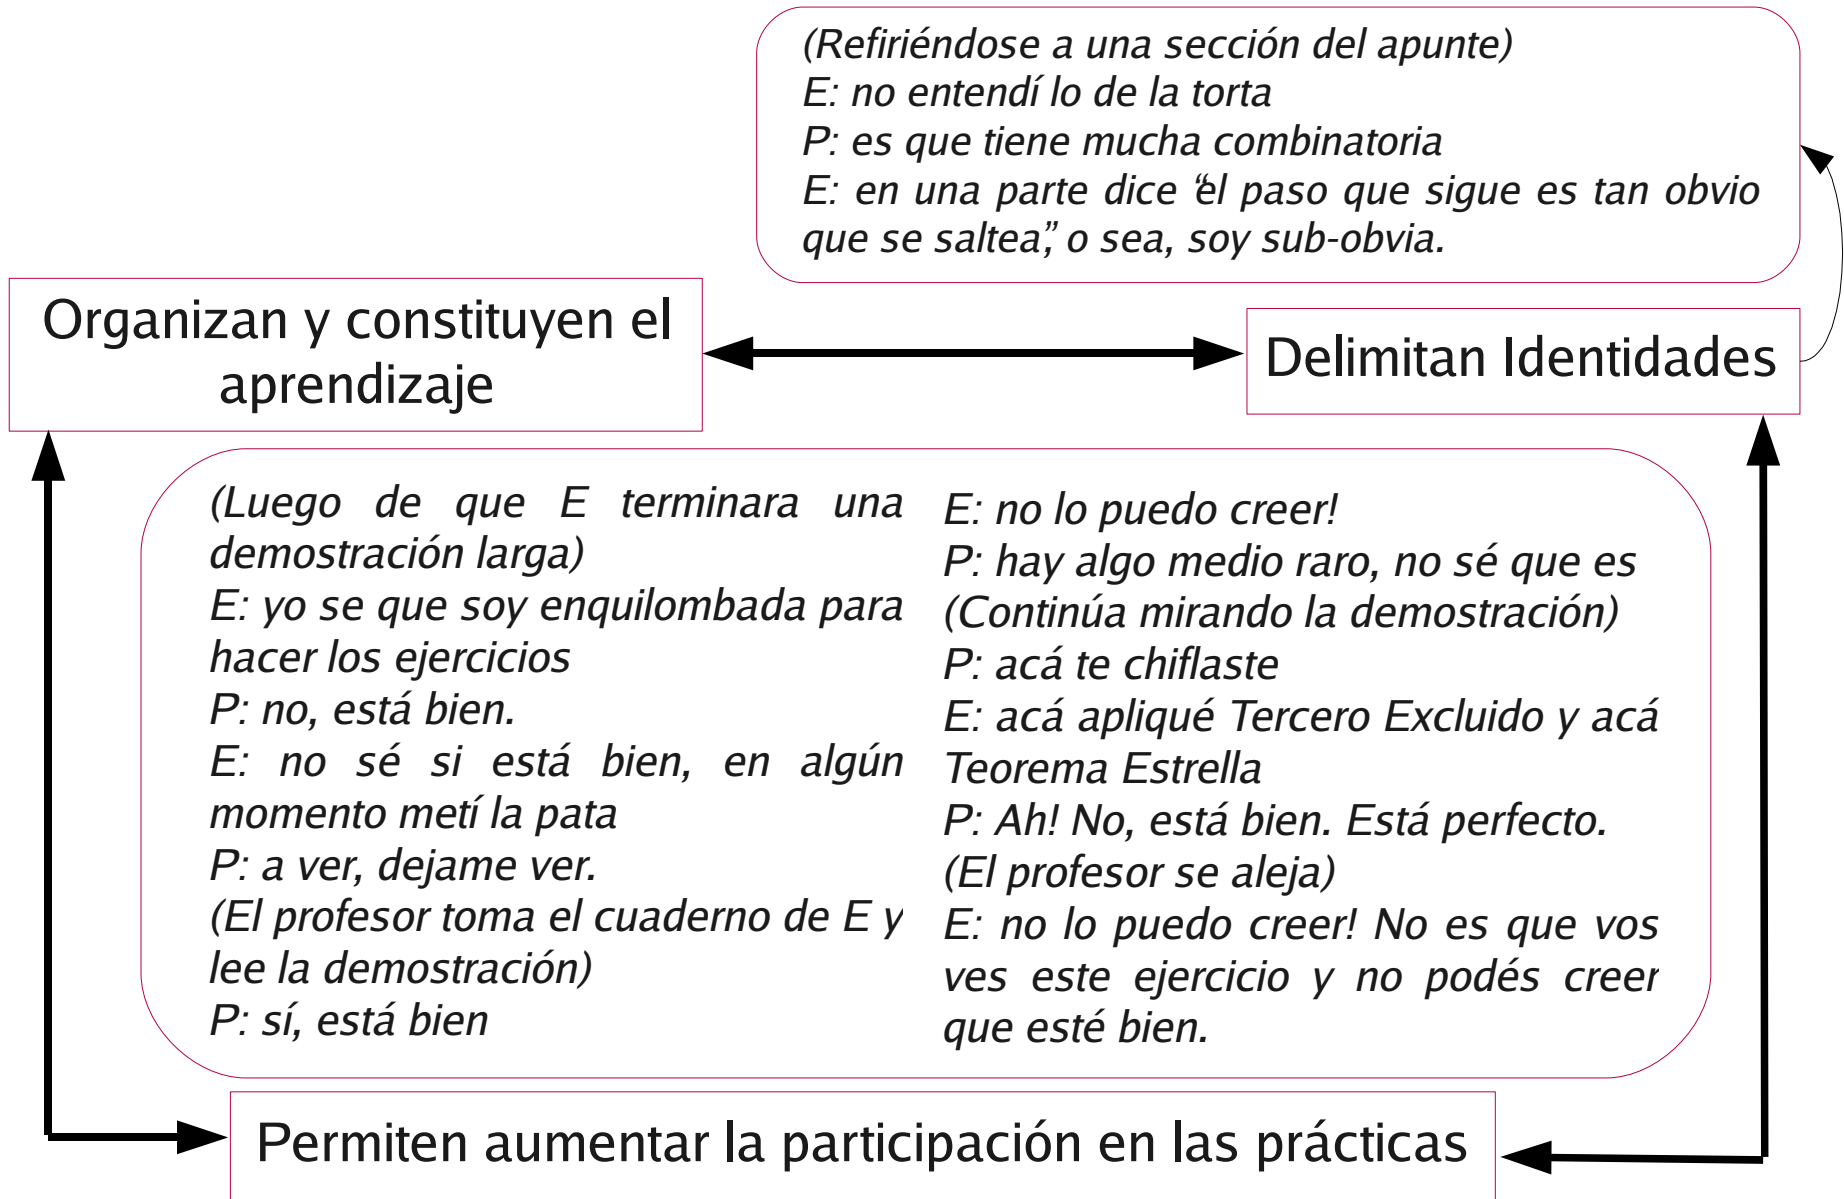 (Refiriéndose a una sección del apunte)
E: no entendí lo de la torta
P: es que tiene mucha combinatoria
E: en una parte dice “el paso que sigue es tan obvio
que se saltea”, o sea, soy sub-obvia.
Organizan y constituyen el
aprendizaje
Delimitan Identidades
(Luego de que E terminara una
demostración larga)
E: yo se que soy enquilombada para
hacer los ejercicios
P: no, está bien.
E: no sé si está bien, en algún
momento metí la pata
P: a ver, dejame ver.
(El profesor toma el cuaderno de E y
lee la demostración)
P: sí, está bien
E: no lo puedo creer!
P: hay algo medio raro, no sé que es
(Continúa mirando la demostración)
P: acá te chiflaste
E: acá apliqué Tercero Excluido y acá
Teorema Estrella
P: Ah! No, está bien. Está perfecto.
(El profesor se aleja)
E: no lo puedo creer! No es que vos
ves este ejercicio y no podés creer
que esté bien.
Permiten aumentar la participación en las prácticas